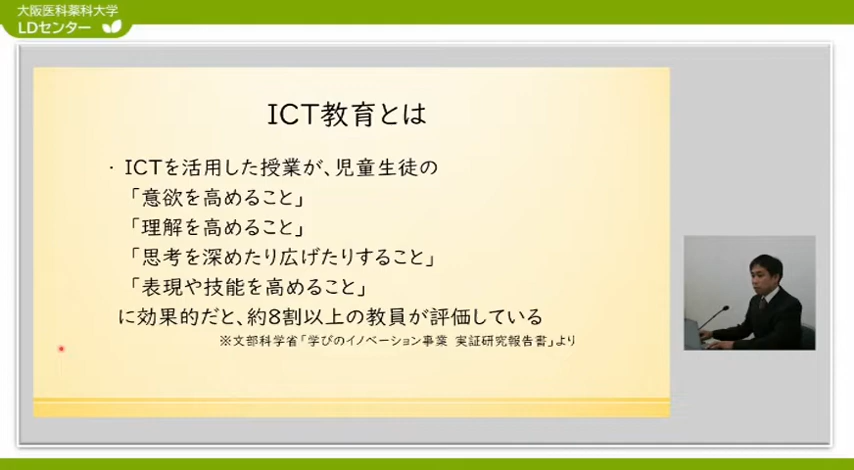 大阪医科薬科大学
LDセンター
ICT教育とは
・ICTを活用した授業が、児童生徒の
「意欲を高めること」
「理解を高めること」
「思考を深めたり広げたりすること」
「表現や技能を高めること」
に効果的だと、約8割以上の教員が評価している
※文部科学省「学びのイノベーション事業 実証研究報告書」より